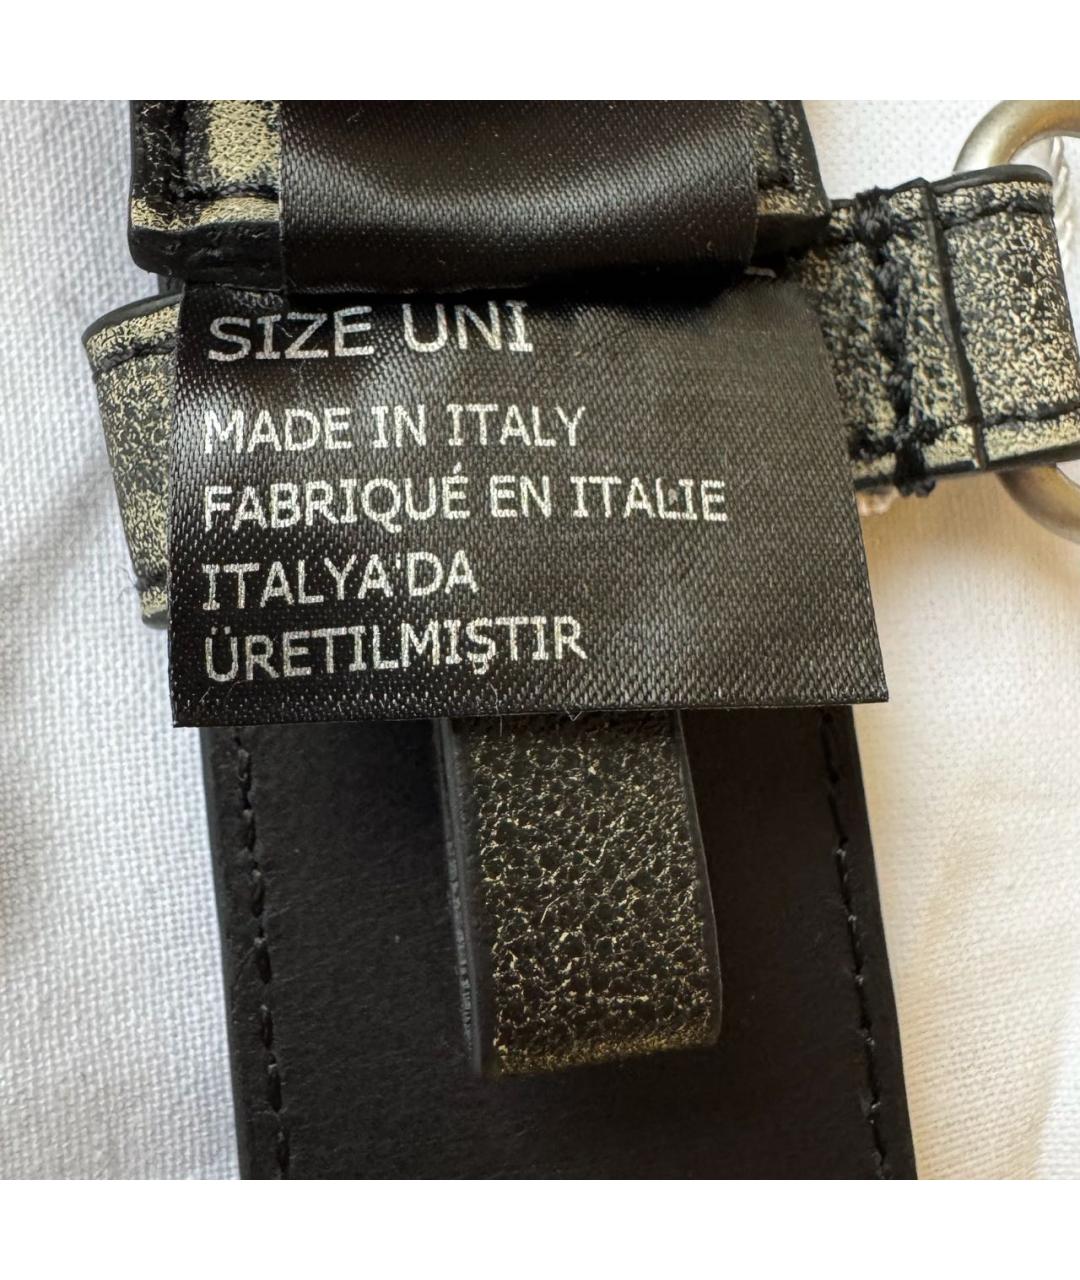 SIZE UNI
MADE IN ITALY
FABRIQUÉ EN ITALIE
ITALYA'DA
ÜRETILMIŞTIR